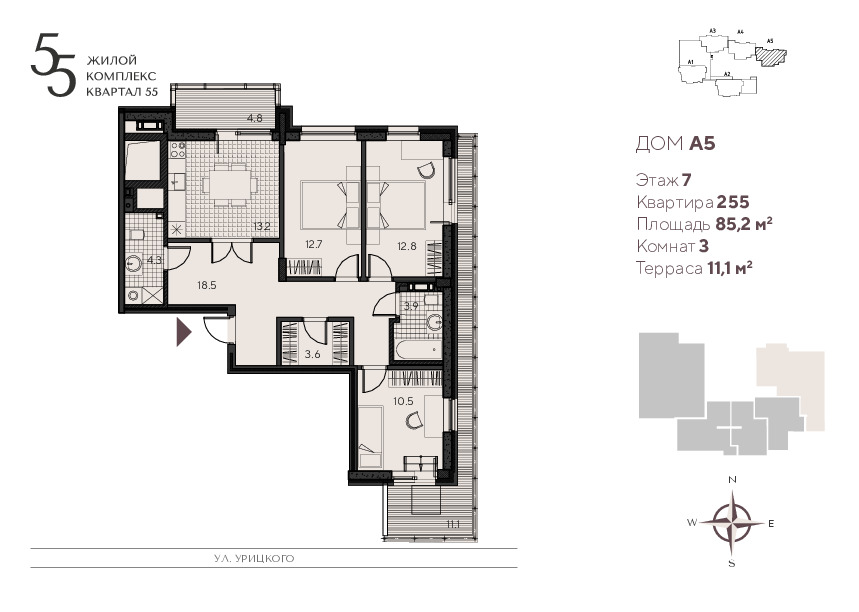 55
ЖИЛОЙ
КОМПЛЕКС
КВАРТАЛ 55
A3
A4
A5
A1
A2
ДОМ A5
Этаж 7
Квартира 255
Площадь 85,2 м²
Комнат 3
Терраса 11,1 м²
4.8
13.2
12.7
12.8
4.3
18.5
3.9
3.6
10.5
11.1
УЛ. УРИЦКОГО
N
W
E
S